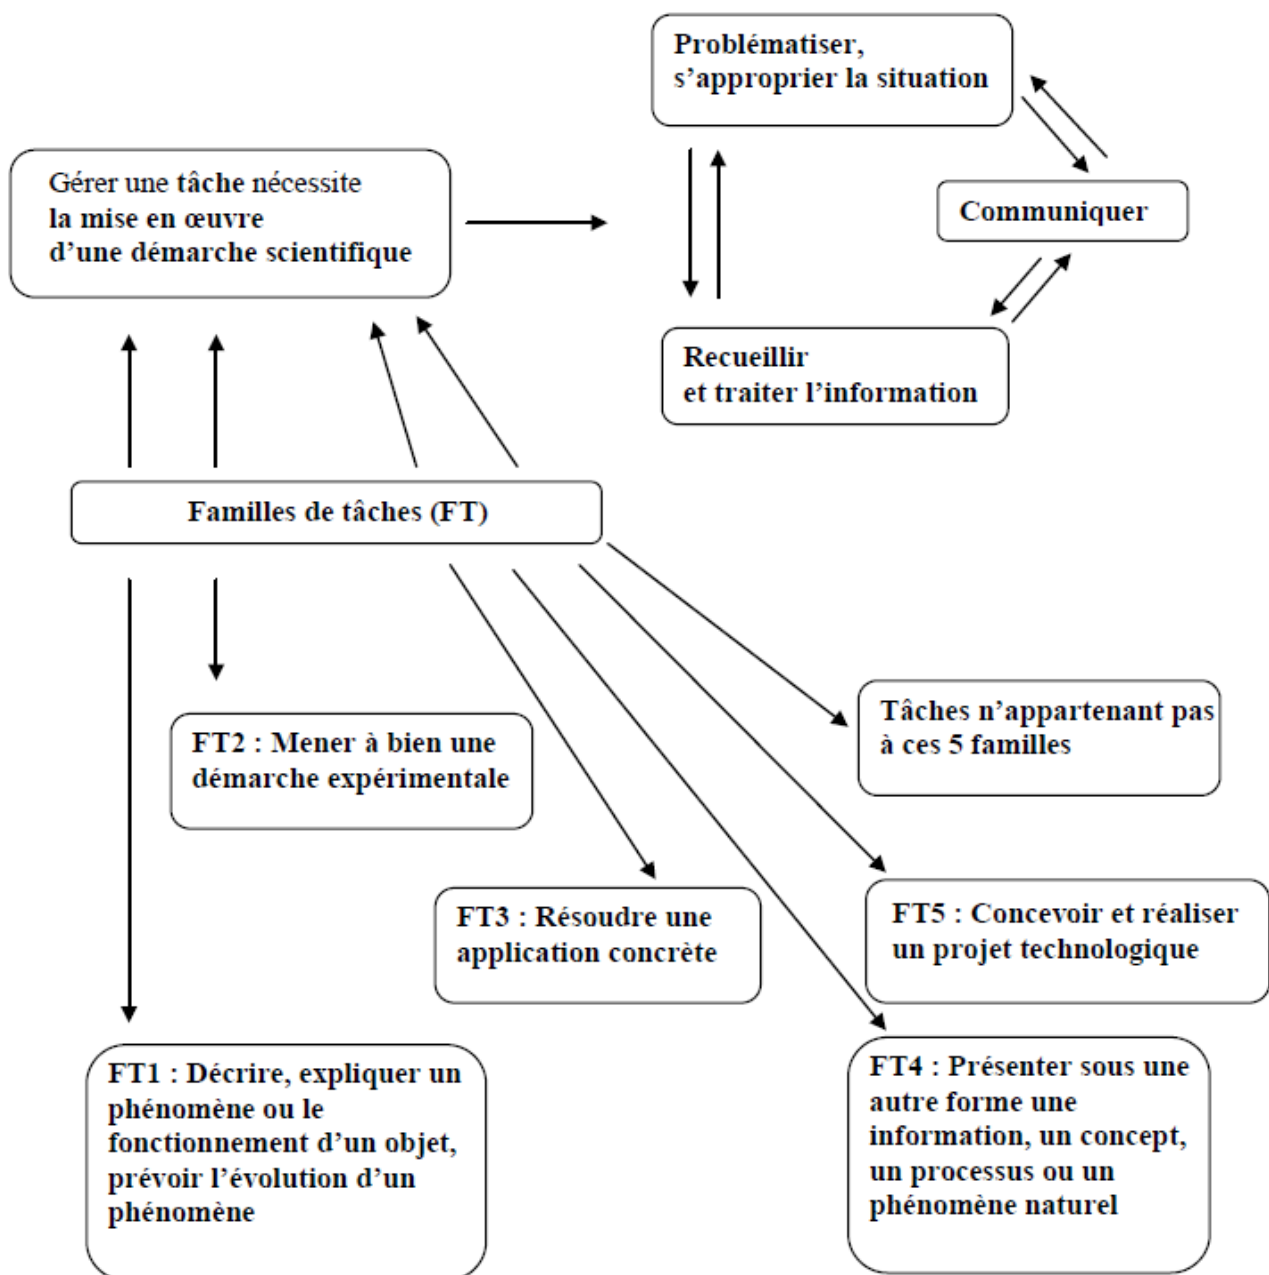 Problématiser,
s’approprier la situation
Gérer une tâche nécessite
la mise en œuvre
d’une démarche scientifique
Communiquer
Recueillir
et traiter l’information
Familles de tâches (FT)
Tâches n’appartenant pas
à ces 5 familles
FT2 : Mener à bien une
démarche expérimentale
FT3 : Résoudre une
application concrète
FT5 : Concevoir et réaliser
un projet technologique
FT1 : Décrire, expliquer un
phénomène ou le
fonctionnement d’un objet,
prévoir l’évolution d’un
phénomène
FT4 : Présenter sous une
autre forme une
information, un concept,
un processus ou un
phénomène naturel